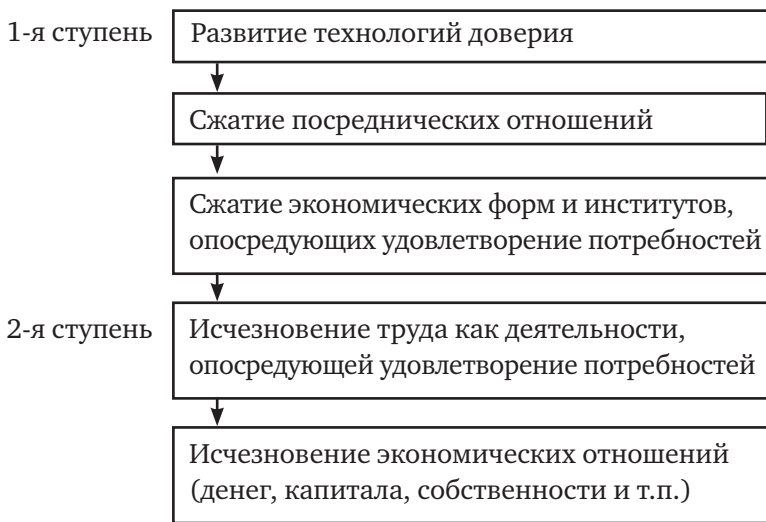 1-я ступень
Развитие технологий доверия
Сжатие посреднических отношений
Сжатие экономических форм и институтов,
опосредующих удовлетворение потребностей
2-я ступень
Исчезновение труда как деятельности,
опосредующей удовлетворение потребностей
Исчезновение экономических отношений
(денег, капитала, собственности и т.п.)